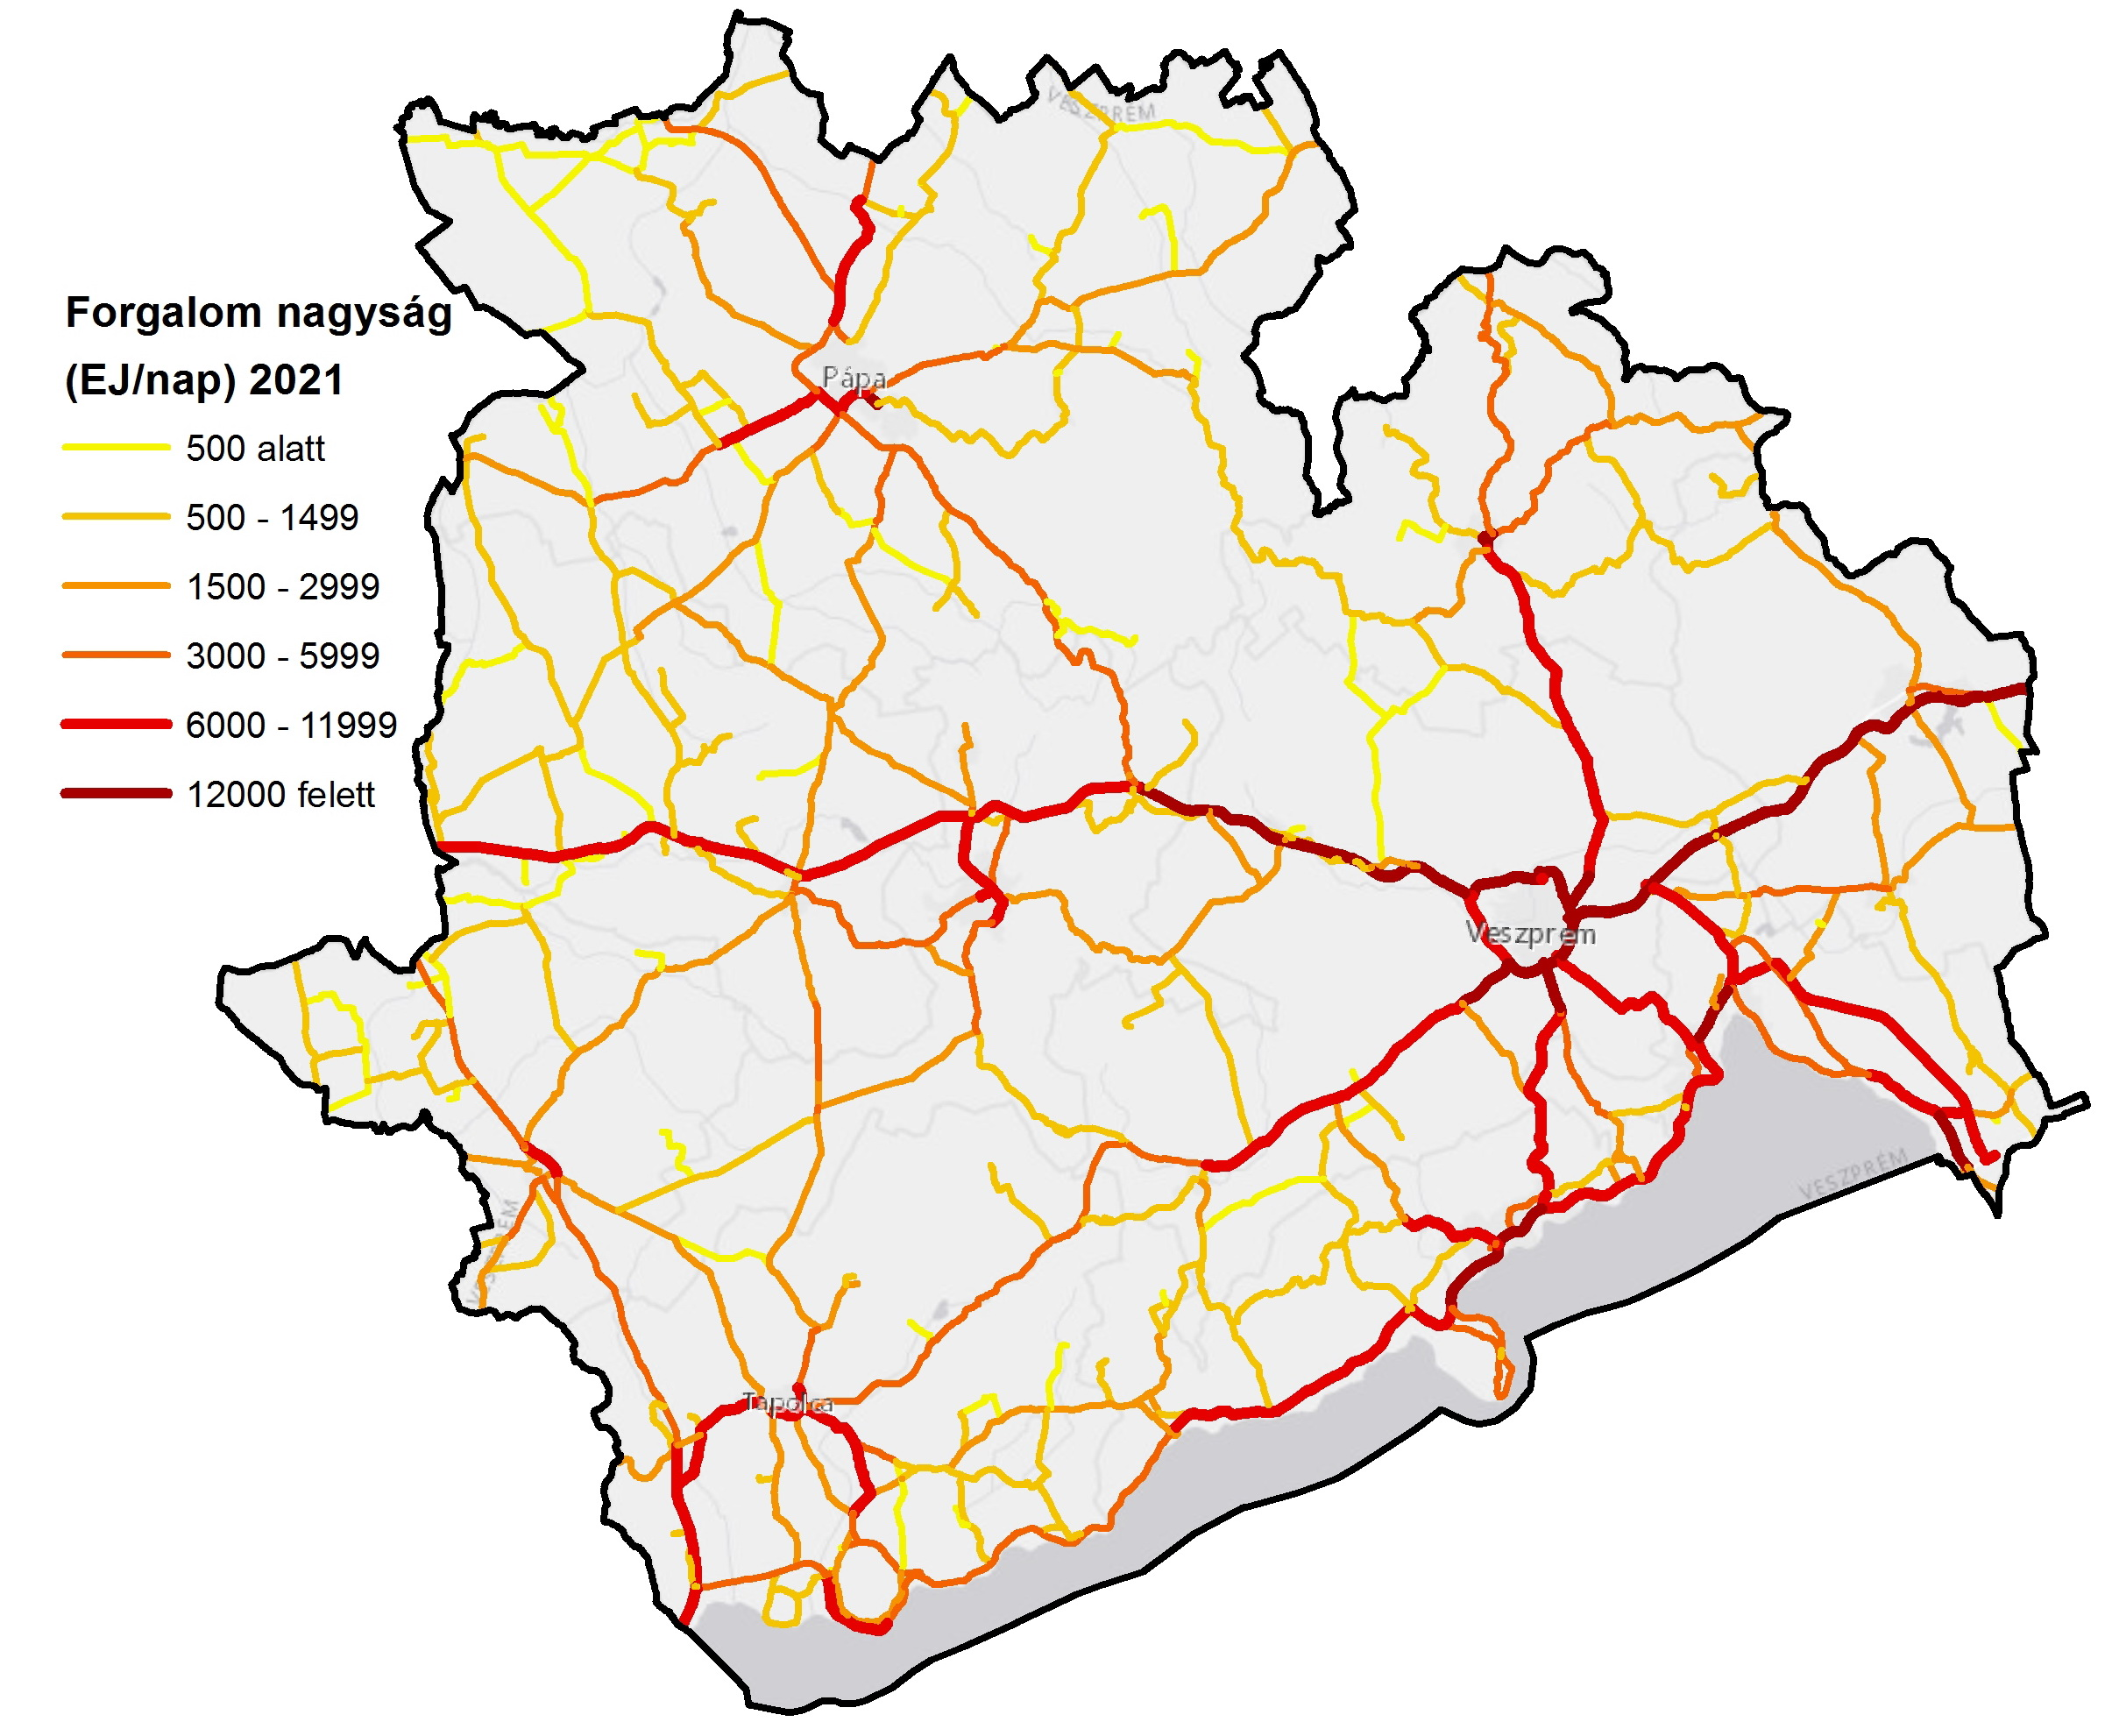 VESZPRÉM
Forgalom nagyság
(EJ/nap) 2021
500 alatt
500 - 1499
1500 - 2999
3000 - 5999
6000 - 11999
12000 felett
Pápa
Veszprém
VESZPRÉM
VESZPRÉM
Tapolca